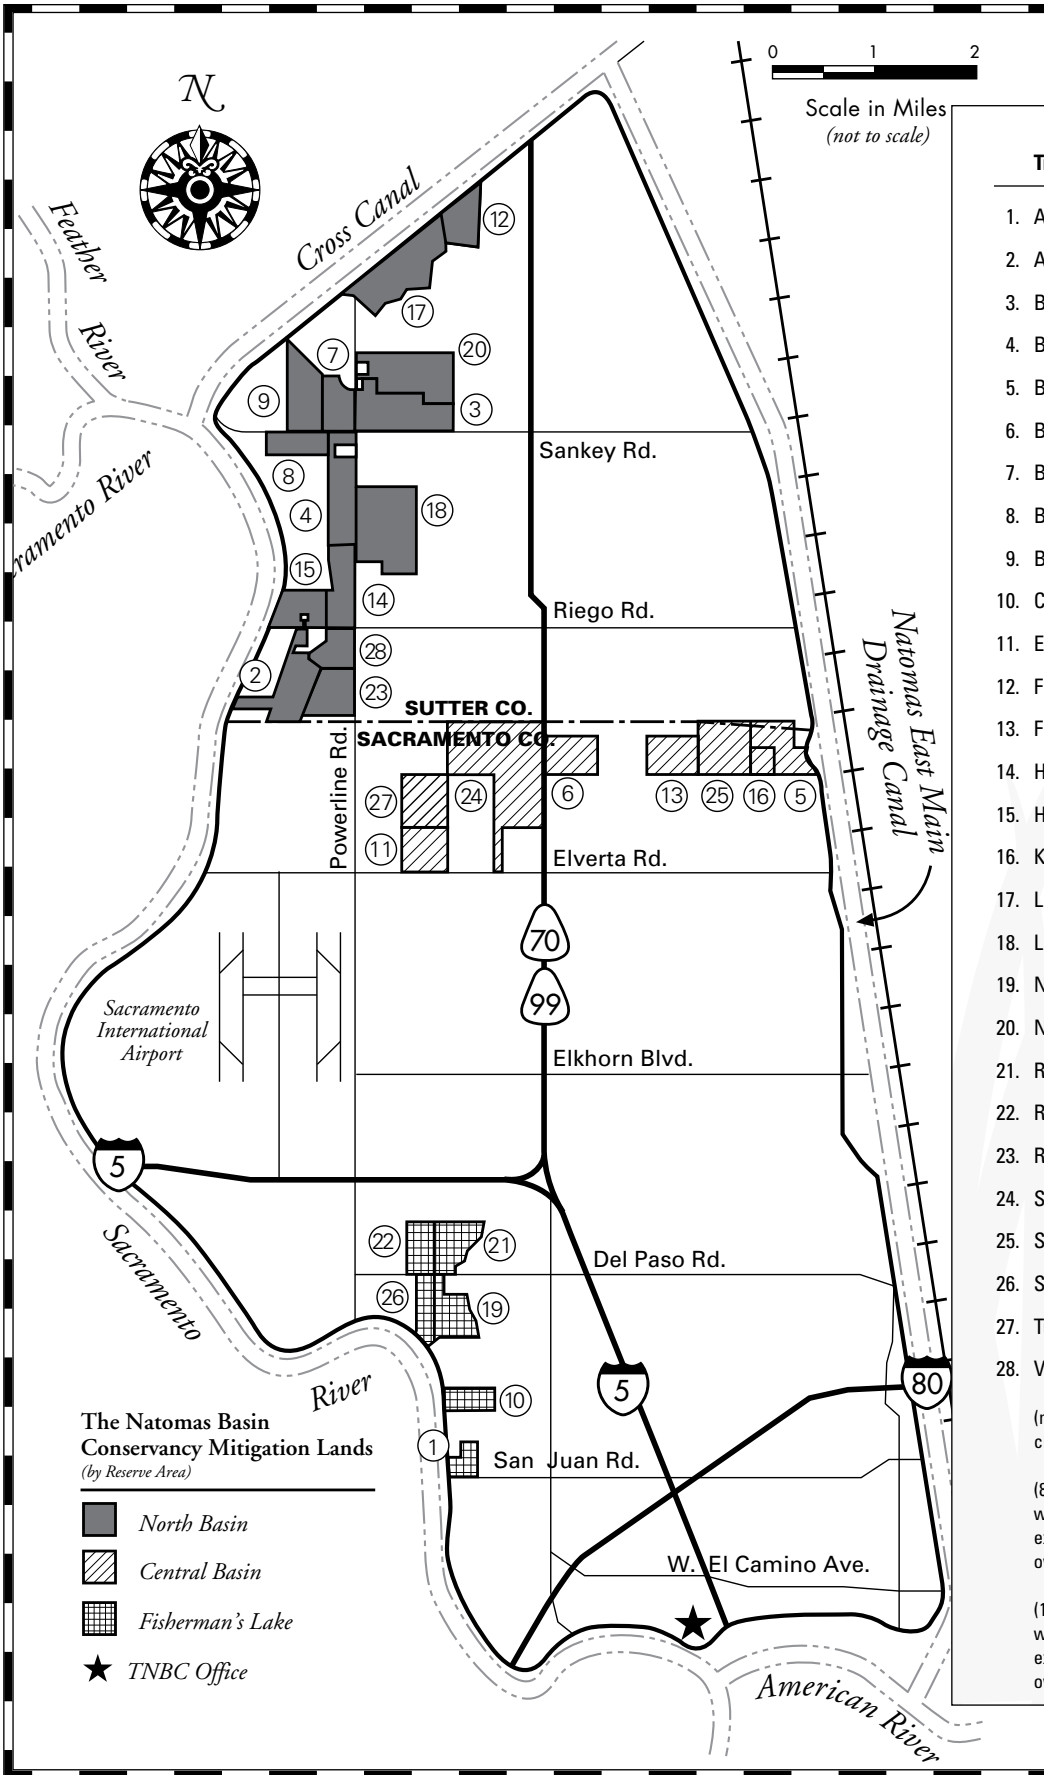 0 1 2
Scale in Miles
(not to scale)
N
Feather
River
Cross Canal
12
17
7
20
9
3
Sankey Rd.
8
18
4
15
14
Riego Rd.
28
2
23
Sacramento River
Natomas East Main
Drainage Canal
SUTTER CO.
SACRAMENTO CO.
Powerline Rd.
27
24
6
13
25
16
5
11
Elverta Rd.
70
99
Sacramento
International
Airport
Elkhorn Blvd.
5
Sacramento
River
22
21
Del Paso Rd.
26
19
5
80
10
1
San Juan Rd.
W. El Camino Ave.
American River
The Natomas Basin
Conservancy Mitigation Lands
(by Reserve Area)
North Basin
Central Basin
Fisherman's Lake
TNBC Office
1. A
2. A
3. B
4. B
5. B
6. B
7. B
8. B
9. B
10. C
11. E
12. F
13. F
14. H
15. H
16. K
17. L
18. L
19. N
20. N
21. R
22. R
23. R
24. S
25. S
26. S
27. T
28. V